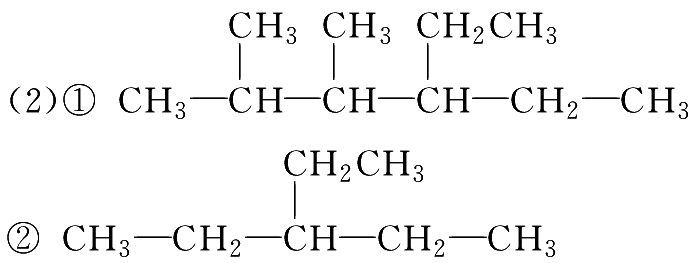 CH₃ CH₃ CH₂CH₃
(2)① CH₃—CH—CH—CH—CH₂—CH₃
CH₂CH₃
② CH₃—CH₂—CH—CH₂—CH₃